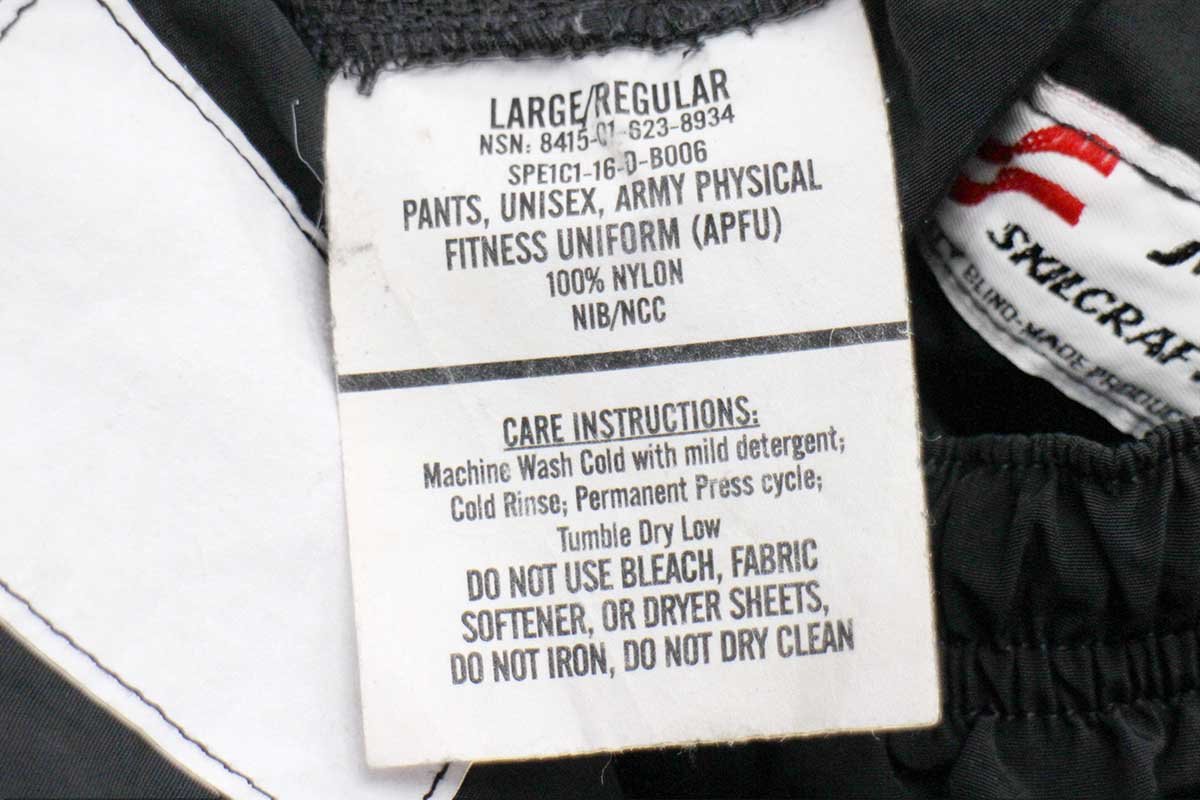 LARGE/REGULAR
NSN: 8415-01-623-8934
SPE1C1-16-D-B006
PANTS, UNISEX, ARMY PHYSICAL
FITNESS UNIFORM (APFU)
100% NYLON
NIB/NCC
CARE INSTRUCTIONS:
Machine Wash Cold with mild detergent;
Cold Rinse; Permanent Press cycle;
Tumble Dry Low
DO NOT USE BLEACH, FABRIC
SOFTENER, OR DRYER SHEETS,
DO NOT IRON, DO NOT DRY CLEAN
SKILCRAF
BLIND-MADE PRODUC